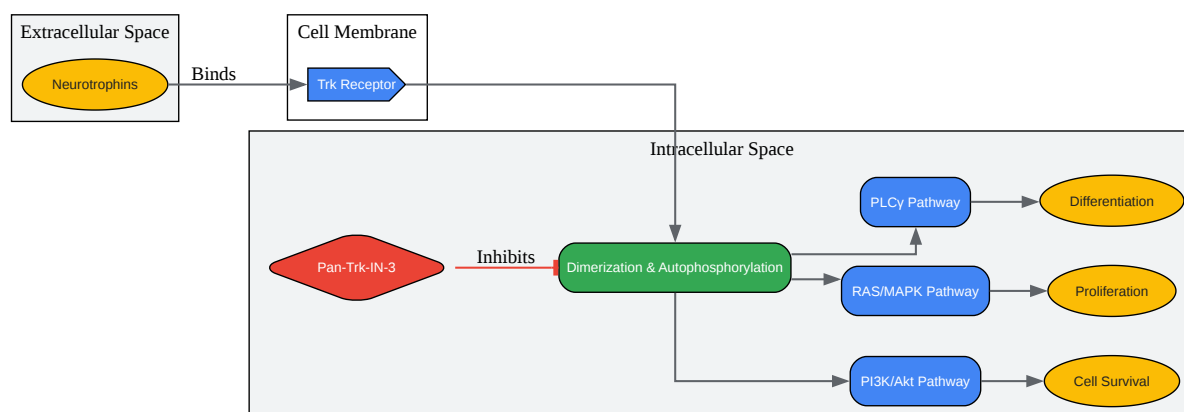 Extracellular Space
Cell Membrane
Neurotrophins
Binds
Trk Receptor
Intracellular Space
PLCγ Pathway
Differentiation
Pan-Trk-IN-3
Inhibits
Dimerization & Autophosphorylation
RAS/MAPK Pathway
Proliferation
PI3K/Akt Pathway
Cell Survival